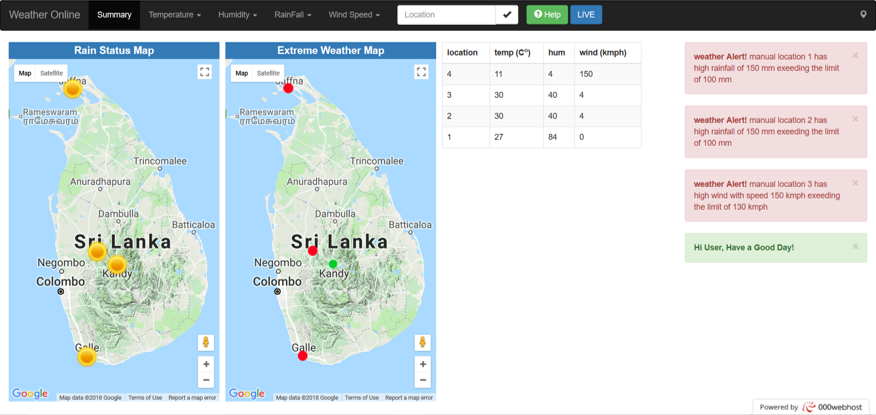 Weather Online Summary Temperature Humidity RainFall Wind Speed Location Help LIVE
Rain Status Map
Map Satellite
Jaffna
Rameswaram
ராமேசுவரம்
Trincomalee
Anuradhapura
Dambulla
Batticaloa
Sri Lanka
Negombo
Kandy
Colombo
Galle
Google Map data ©2018 Google Terms of Use Report a map error
Extreme Weather Map
Map Satellite
Jaffna
Rameswaram
ராமேசுவரம்
Trincomalee
Anuradhapura
Dambulla
Batticaloa
Sri Lanka
Negombo
Kandy
Colombo
Galle
Google Map data ©2018 Google Terms of Use Report a map error
location temp (C°) hum wind (kmph)
4 11 4 150
3 30 40 4
2 30 40 4
1 27 84 0
weather Alert! manual location 1 has
high rainfall of 150 mm exeeding the limit
of 100 mm
weather Alert! manual location 2 has
high rainfall of 150 mm exeeding the limit
of 100 mm
weather Alert! manual location 3 has
high wind with speed 150 kmph exeeding
the limit of 130 kmph
Hi User, Have a Good Day!
Powered by 000webhost